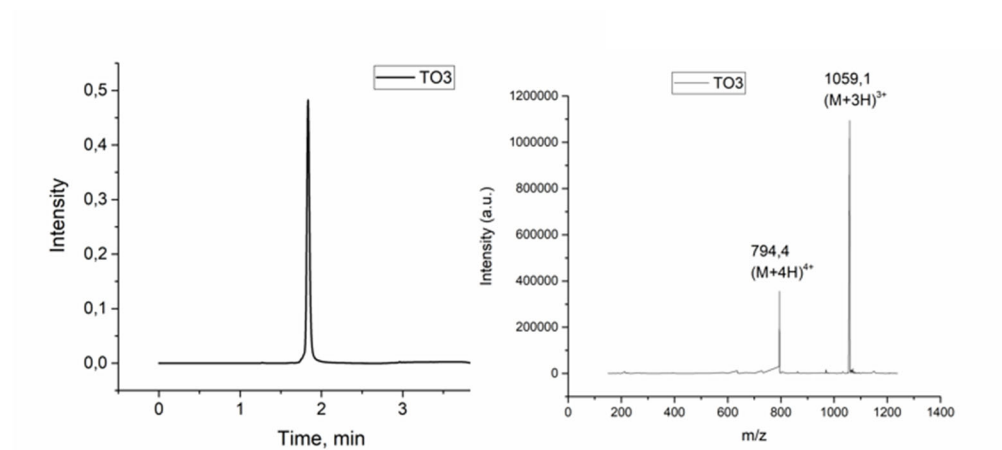 TO3
0,5
0,4
0,3
0,2
0,1
0,0
Intensity
0 1 2 3
Time, min
TO3
1059,1
(M+3H)³⁺
794,4
(M+4H)⁴⁺
1200000
1000000
800000
600000
400000
200000
0
Intensity (a.u.)
0 200 400 600 800 1000 1200 1400
m/z